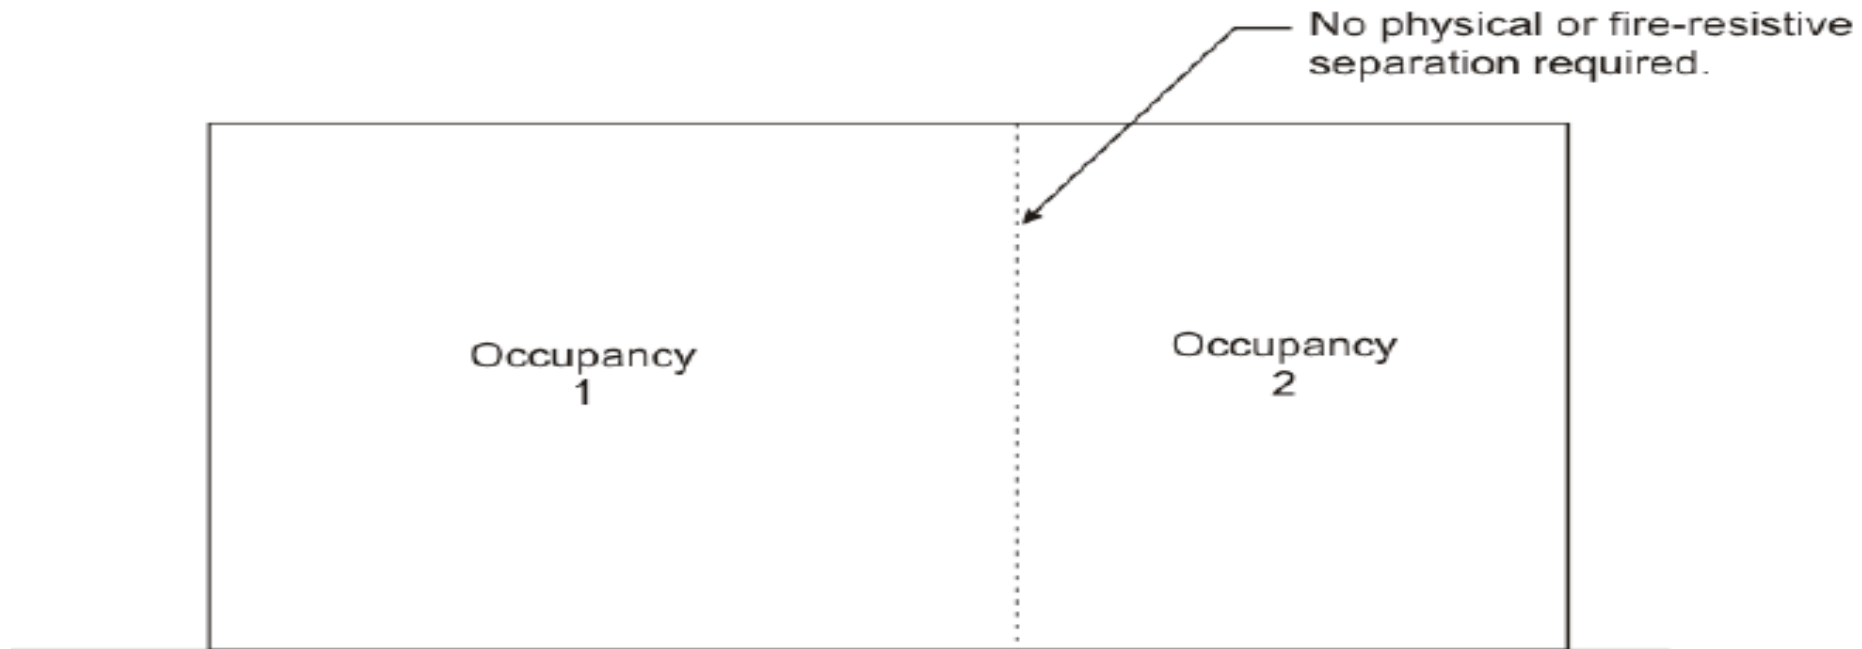 No physical or fire-resistive
separation required.
Occupancy
1
Occupancy
2